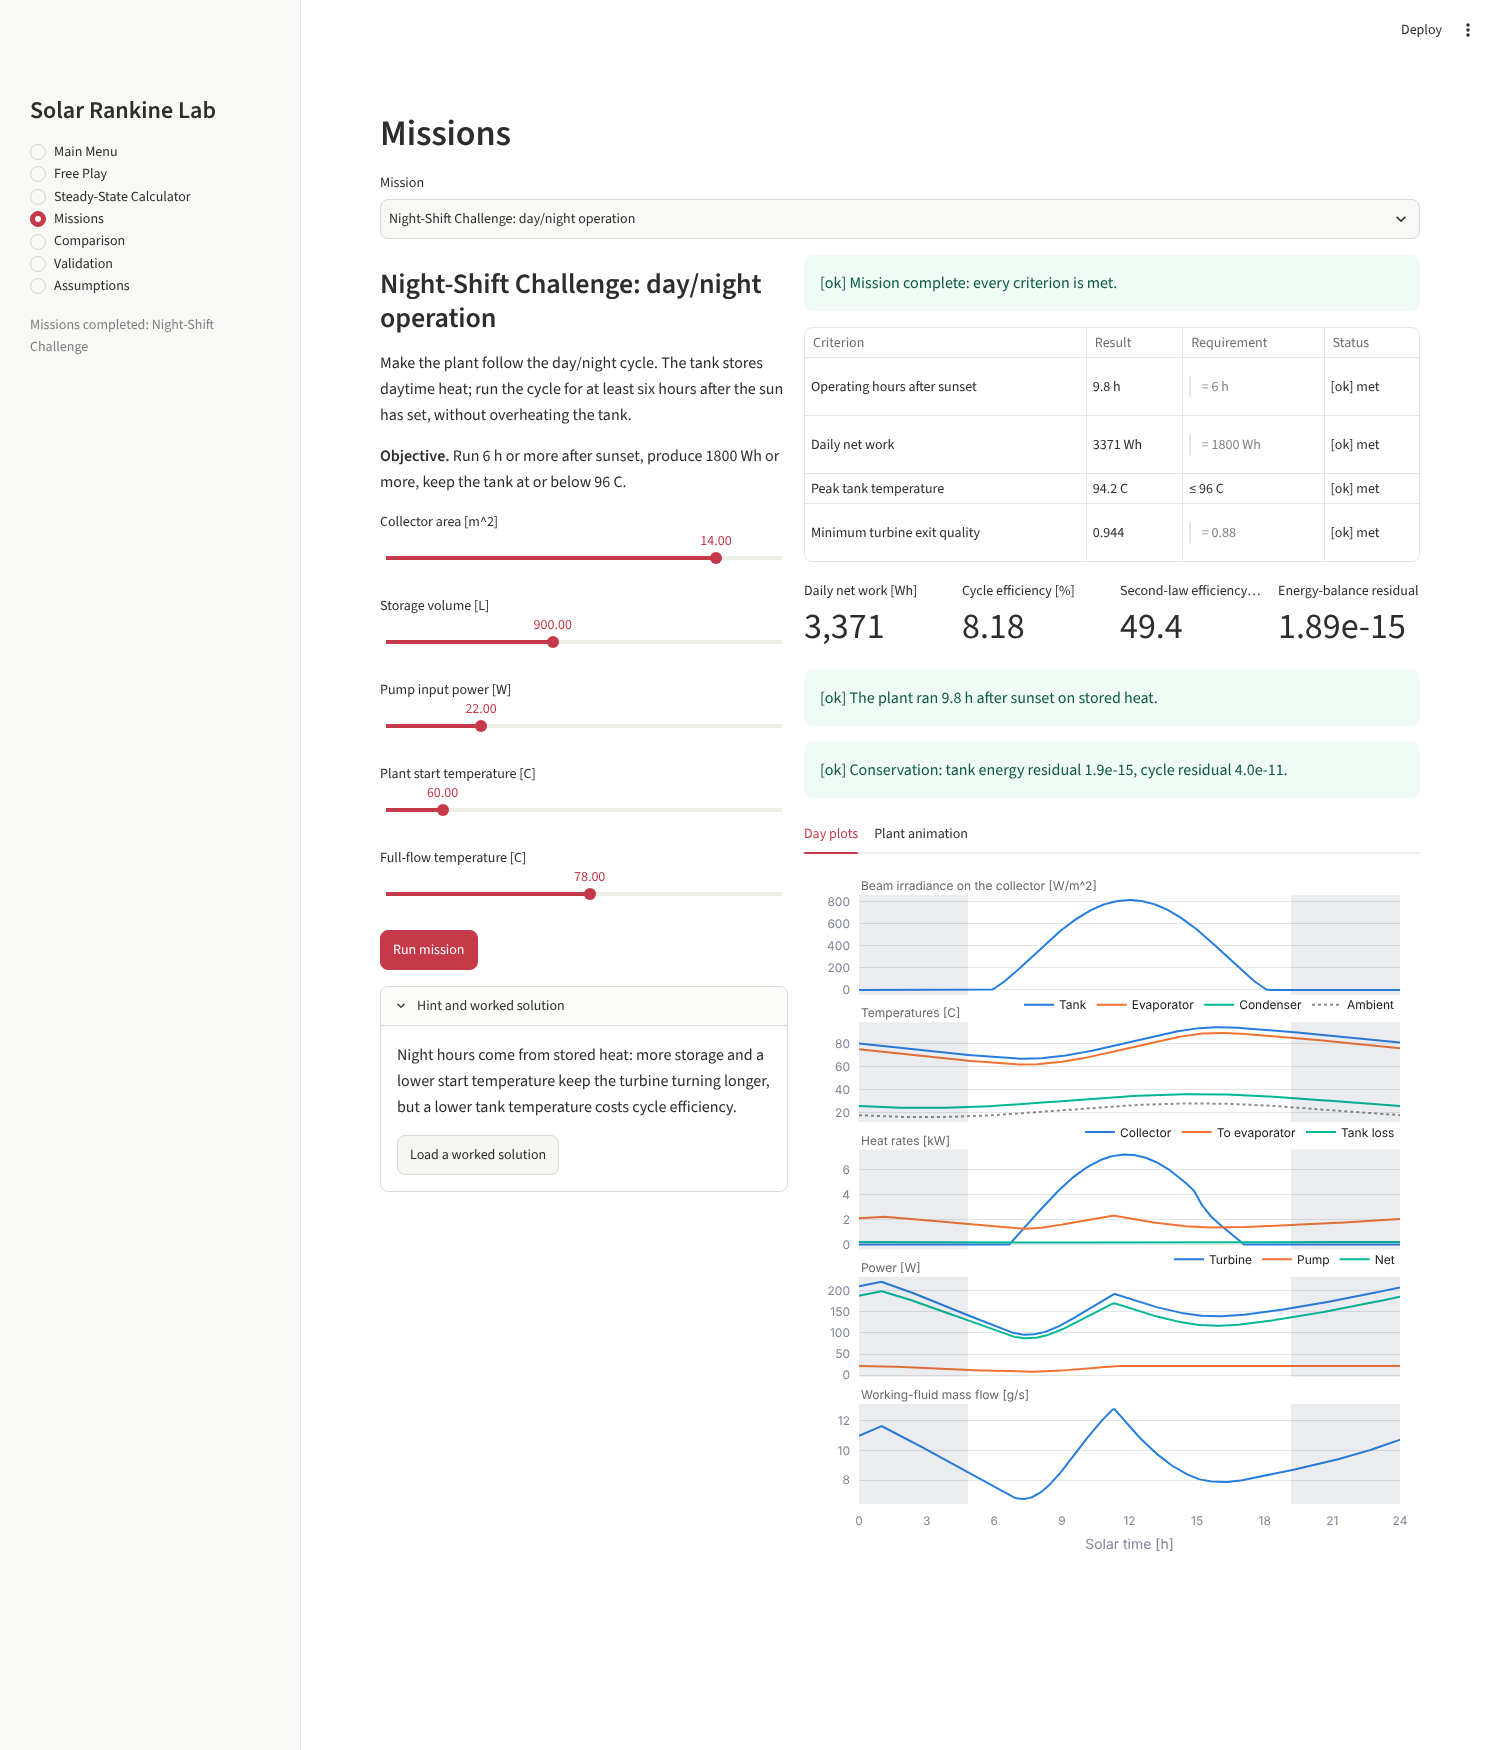 Deploy
Solar Rankine Lab
Main Menu
Free Play
Steady-State Calculator
Missions
Comparison
Validation
Assumptions
Missions completed: Night-Shift
Challenge
Missions
Mission
Night-Shift Challenge: day/night operation
Night-Shift Challenge: day/night
operation
Make the plant follow the day/night cycle. The tank stores
daytime heat; run the cycle for at least six hours after the sun
has set, without overheating the tank.
Objective. Run 6 h or more after sunset, produce 1800 Wh or
more, keep the tank at or below 96 C.
Collector area [m^2]
14.00
Storage volume [L]
900.00
Pump input power [W]
22.00
Plant start temperature [C]
60.00
Full-flow temperature [C]
78.00
Run mission
Hint and worked solution
Night hours come from stored heat: more storage and a
lower start temperature keep the turbine turning longer,
but a lower tank temperature costs cycle efficiency.
Load a worked solution
[ok] Mission complete: every criterion is met.
Criterion Result Requirement Status
Operating hours after sunset 9.8 h = 6 h [ok] met
Daily net work 3371 Wh = 1800 Wh [ok] met
Peak tank temperature 94.2 C ≤ 96 C [ok] met
Minimum turbine exit quality 0.944 = 0.88 [ok] met
Daily net work [Wh] Cycle efficiency [%] Second-law efficiency… Energy-balance residual
3,371 8.18 49.4 1.89e-15
[ok] The plant ran 9.8 h after sunset on stored heat.
[ok] Conservation: tank energy residual 1.9e-15, cycle residual 4.0e-11.
Day plots Plant animation
Beam irradiance on the collector [W/m^2]
800
600
400
200
0
Tank Evaporator Condenser Ambient
Temperatures [C]
80
60
40
20
Collector To evaporator Tank loss
Heat rates [kW]
6
4
2
0
Turbine Pump Net
Power [W]
200
150
100
50
0
Working-fluid mass flow [g/s]
12
10
8
0 3 6 9 12 15 18 21 24
Solar time [h]